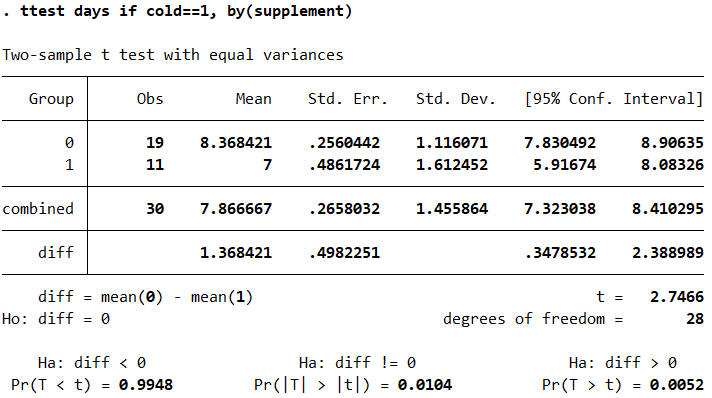 . ttest days if cold==1, by(supplement)
Two-sample t test with equal variances
Group Obs Mean Std. Err. Std. Dev. [95% Conf. Interval]
0 19 8.368421 .2560442 1.116071 7.830492 8.90635
1 11 7 .4861724 1.612452 5.91674 8.08326
combined 30 7.866667 .2658032 1.455864 7.323038 8.410295
diff 1.368421 .4982251 .3478532 2.388989
diff = mean(0) - mean(1) t = 2.7466
Ho: diff = 0 degrees of freedom = 28
Ha: diff < 0 Ha: diff != 0 Ha: diff > 0
Pr(T < t) = 0.9948 Pr(|T| > |t|) = 0.0104 Pr(T > t) = 0.0052